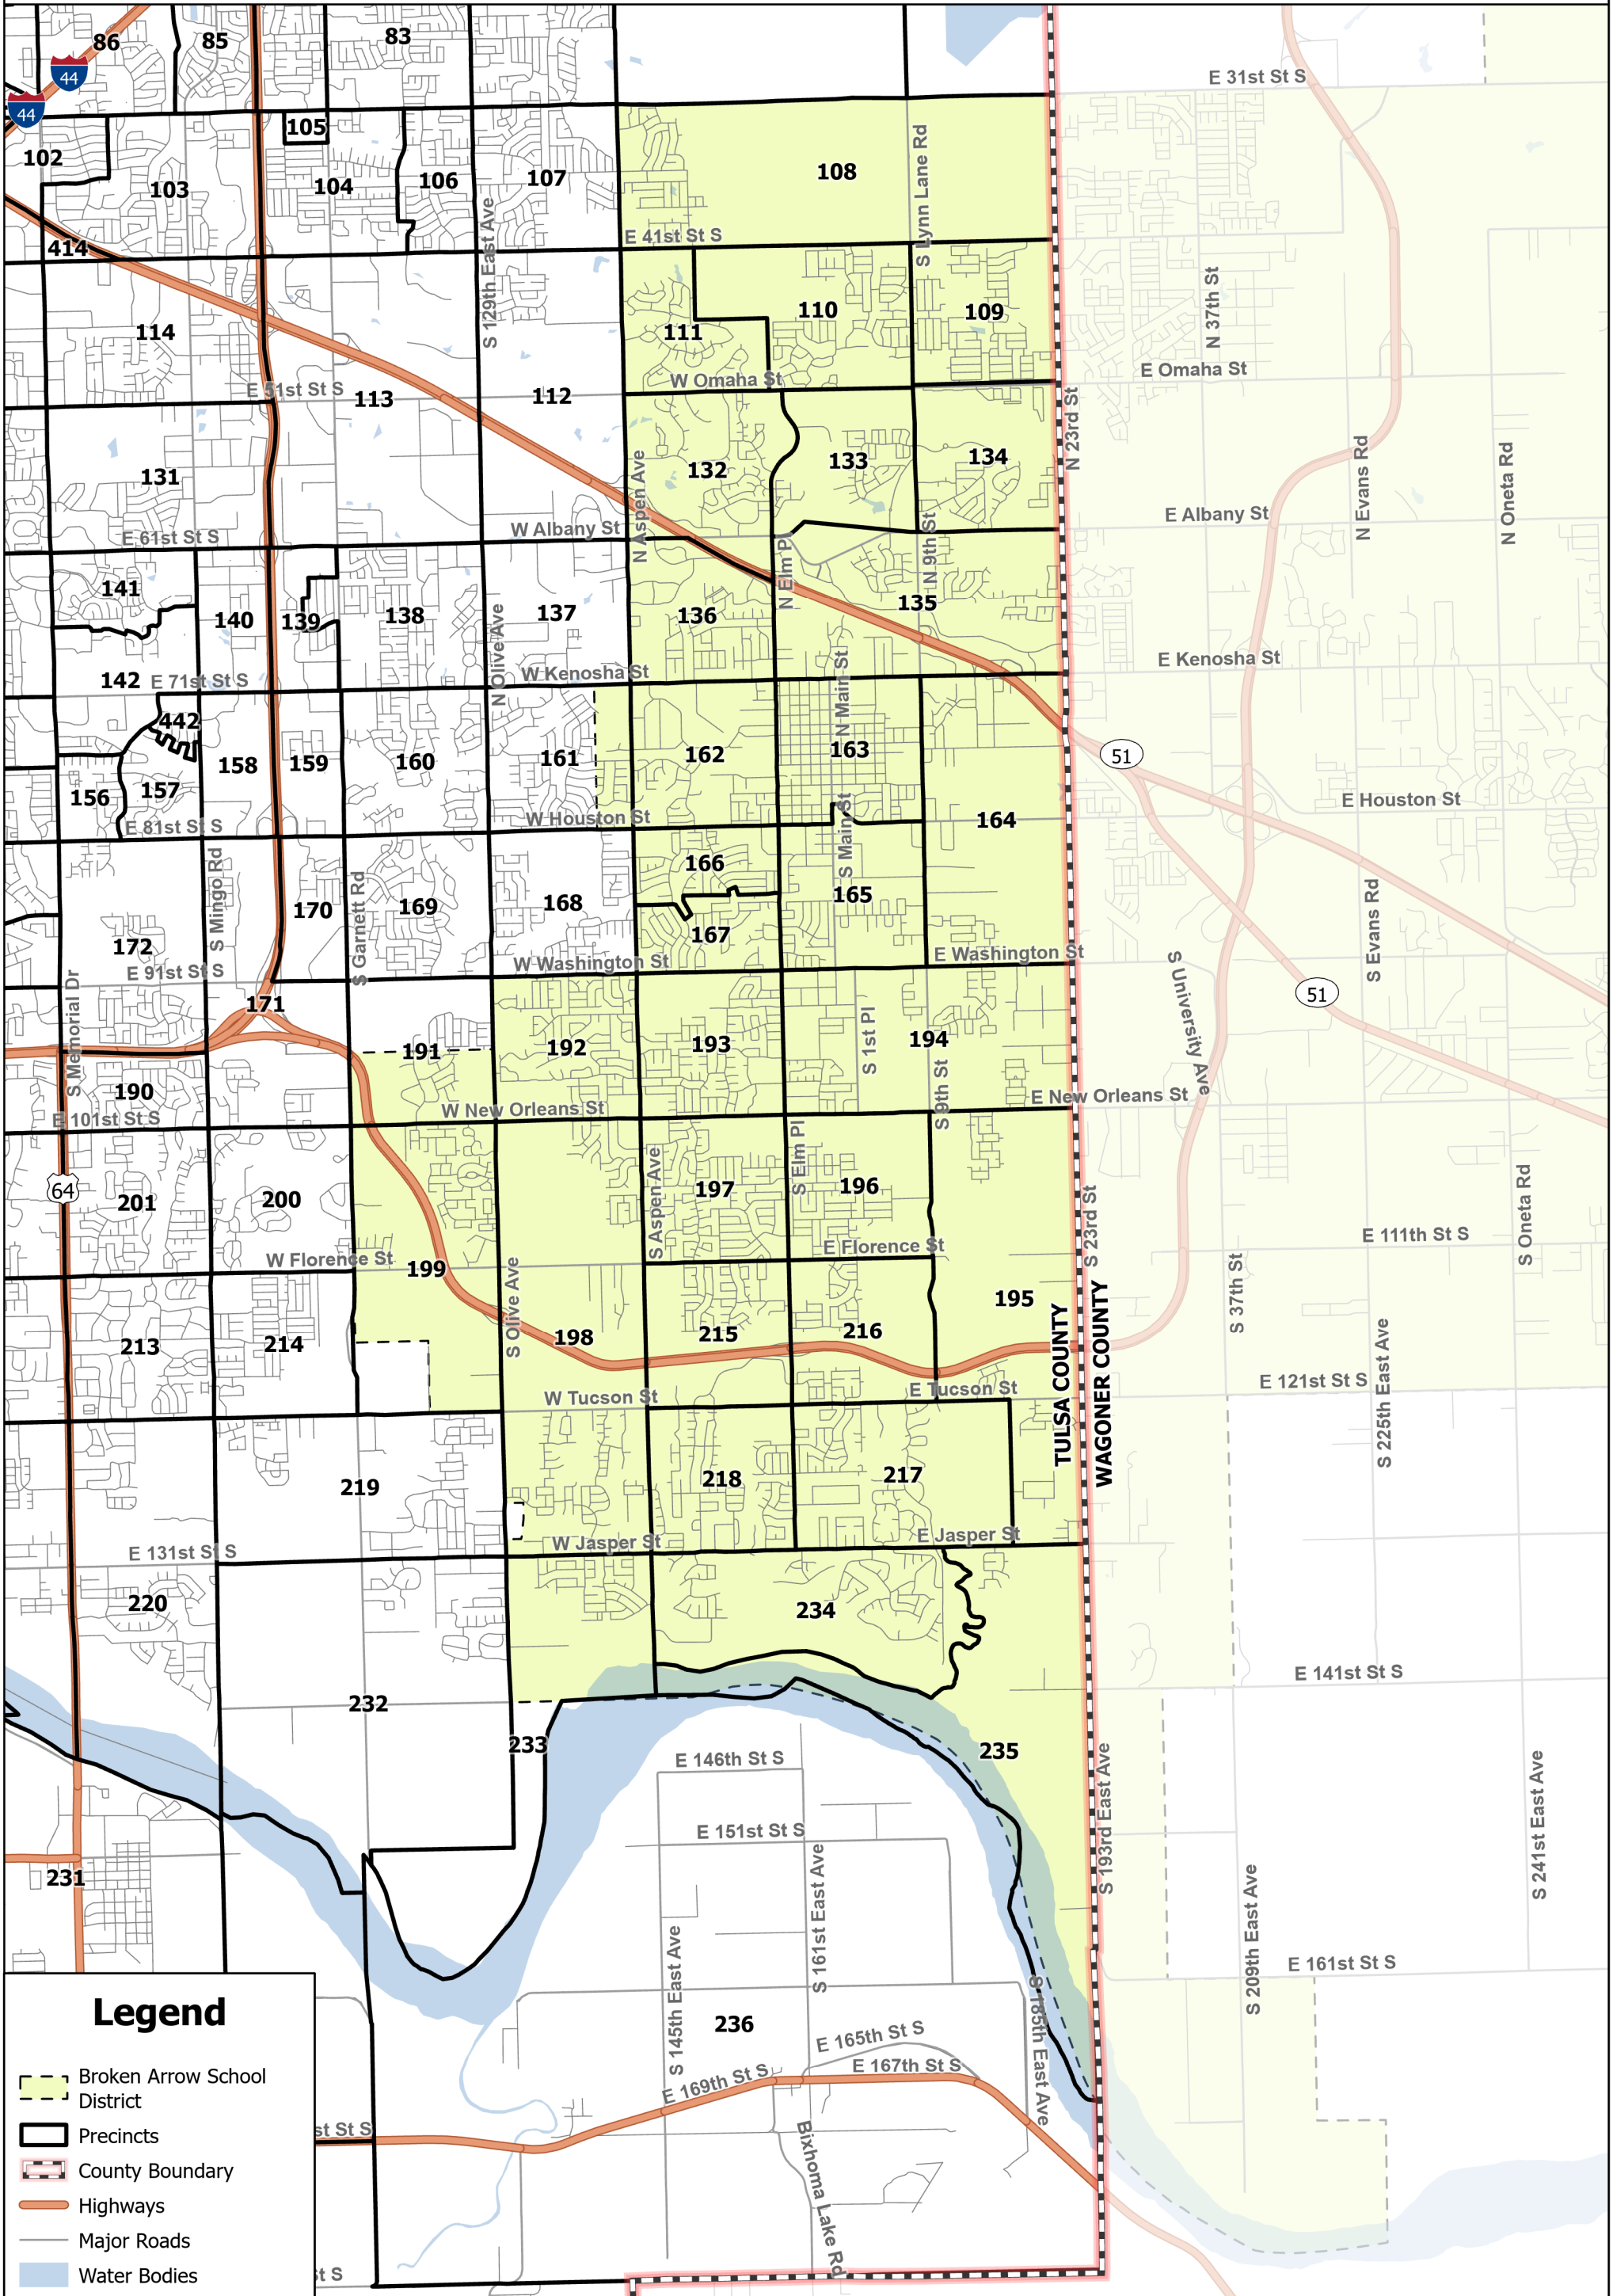 86
85
83
44
44
E 31st St S
105
102
103
104
106
107
108
S Lynn Lane Rd
S 129th East Ave
414
E 41st St S
N 37th St
114
111
110
109
E 51st St S
113
112
W Omaha St
E Omaha St
N 23rd St
131
132
133
134
N Aspen Ave
N Evans Rd
N Oneta Rd
E 61st St S
W Albany St
E Albany St
N Elm Pl
N 9th St
141
140
139
138
137
136
135
N Olive Ave
142
E 71st St S
W Kenosha St
E Kenosha St
N Main St
442
158
159
160
161
162
163
51
156
157
E 81st St S
W Houston St
164
E Houston St
S Main St
166
165
S Mingo Rd
S Garnett Rd
170
169
168
167
172
S Evans Rd
E 91st St S
W Washington St
E Washington St
S University Ave
S Memorial Dr
171
51
191
192
193
S 1st Pl
194
S 9th St
190
E 101st St S
W New Orleans St
E New Orleans St
64
201
200
S Aspen Ave
197
S Elm Pl
196
S 23rd St
S Oneta Rd
W Florence St
E Florence St
E 111th St S
199
195
S 37th St
213
214
S Olive Ave
198
215
216
TULSA COUNTY
WAGONER COUNTY
S 225th East Ave
W Tucson St
E Tucson St
E 121st St S
219
218
217
E 131st St S
W Jasper St
E Jasper St
220
234
E 141st St S
232
233
235
E 146th St S
S 193rd East Ave
S 241st East Ave
E 151st St S
231
S 161st East Ave
S 209th East Ave
S 145th East Ave
E 161st St S
S 185th East Ave
236
E 165th St S
E 167th St S
E 169th St S
Bixhoma Lake Rd
st St S
St S
Legend
Broken Arrow School
District
Precincts
County Boundary
Highways
Major Roads
Water Bodies